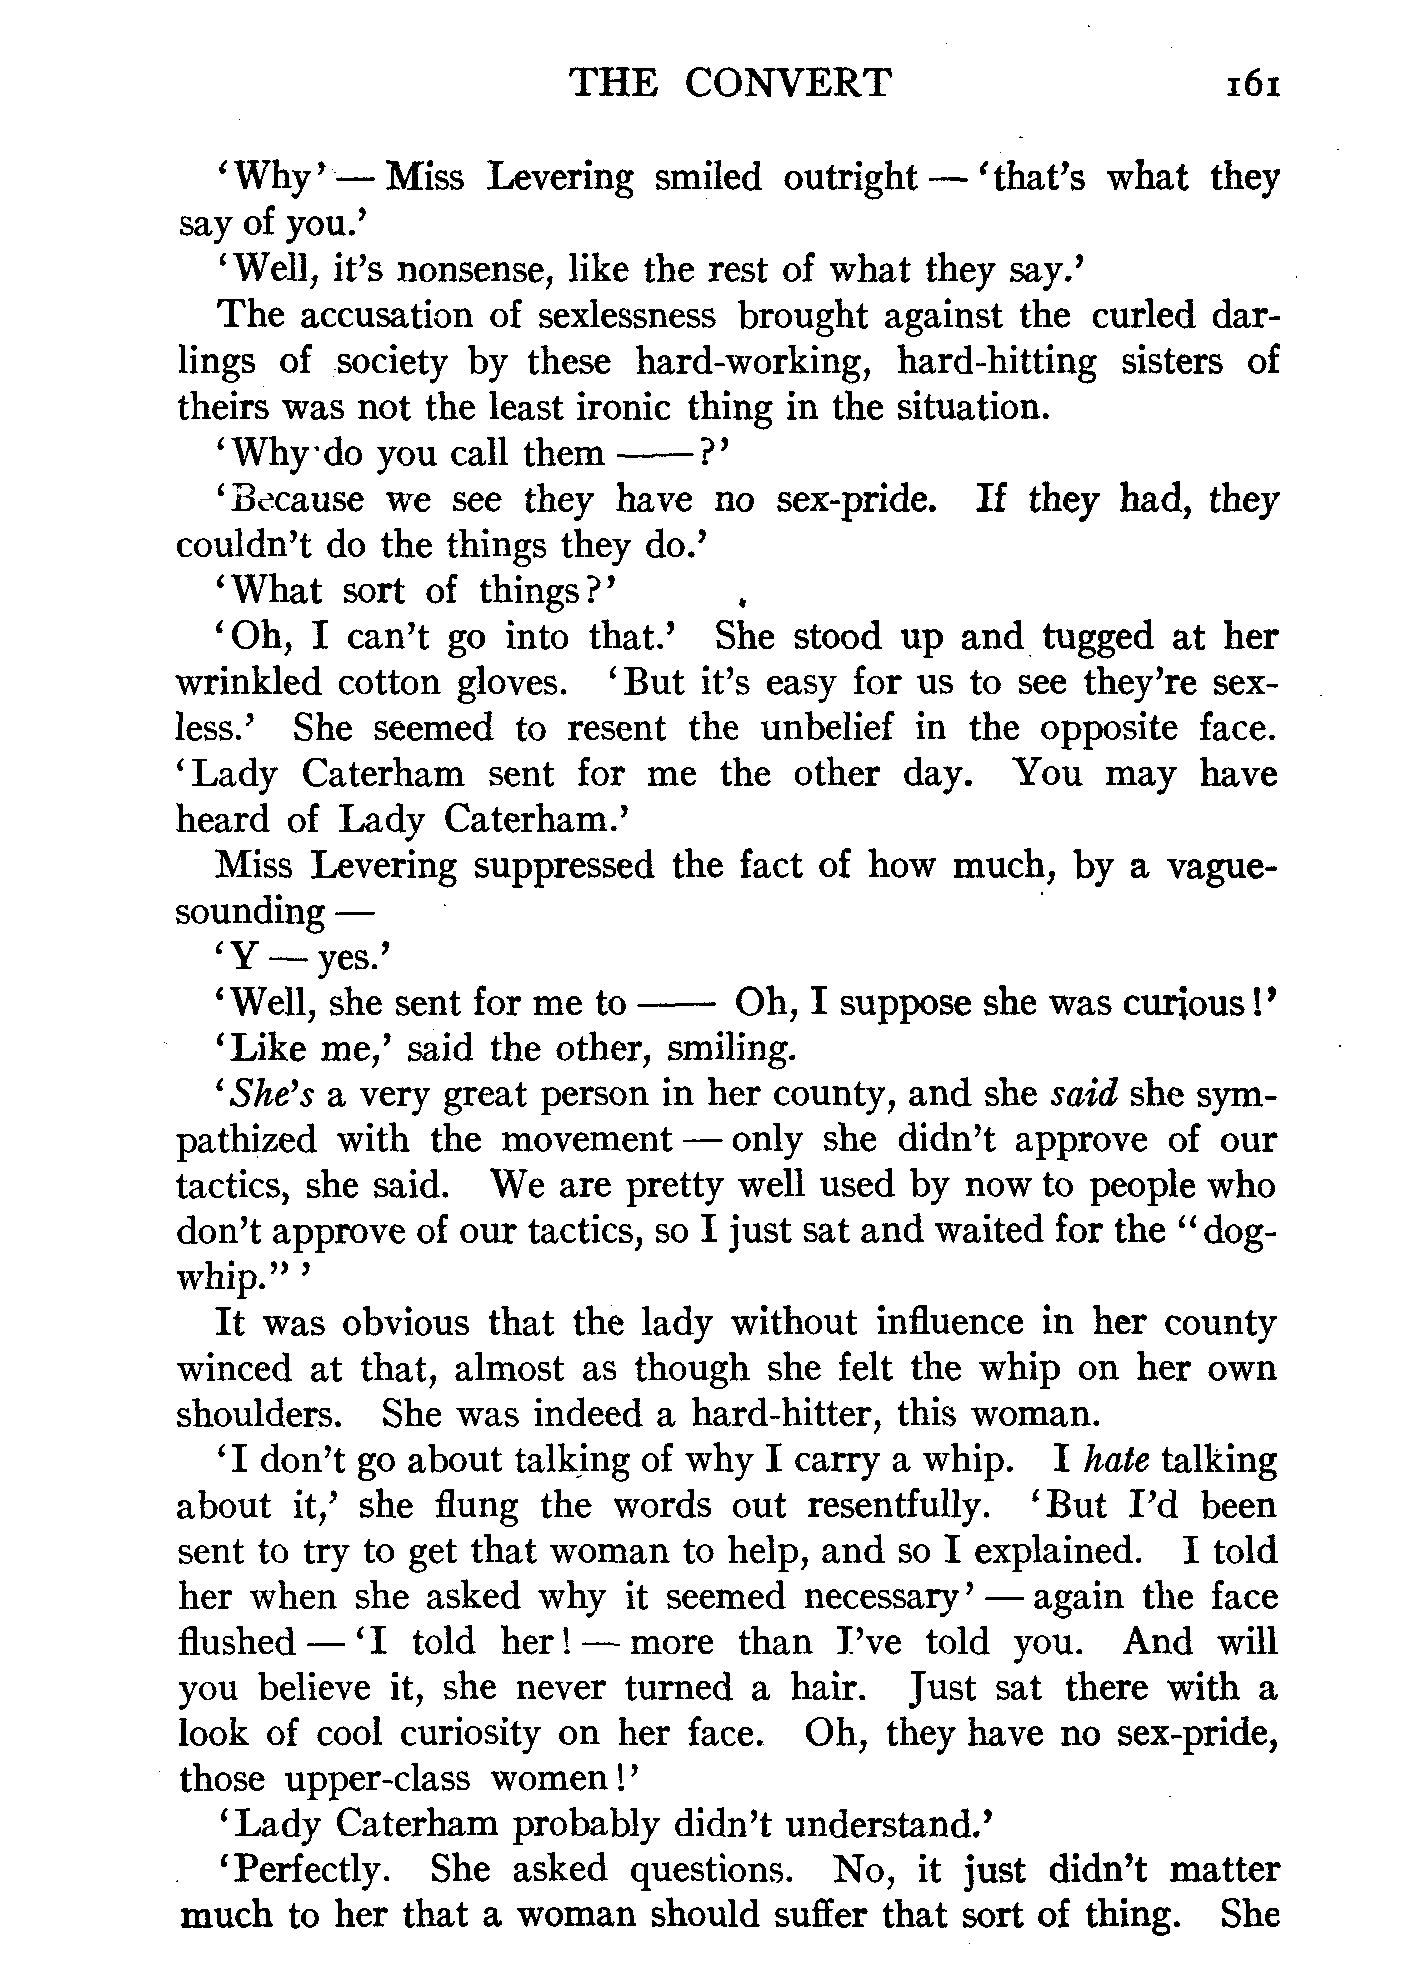 THE CONVERT 161
‘Why’ — Miss Levering smiled outright — ‘that’s what they
say of you.’
‘Well, it’s nonsense, like the rest of what they say.’
The accusation of sexlessness brought against the curled dar-
lings of society by these hard-working, hard-hitting sisters of
theirs was not the least ironic thing in the situation.
‘Why do you call them ——?’
‘Because we see they have no sex-pride. If they had, they
couldn’t do the things they do.’
‘What sort of things?’
‘Oh, I can’t go into that.’ She stood up and tugged at her
wrinkled cotton gloves. ‘But it’s easy for us to see they’re sex-
less.’ She seemed to resent the unbelief in the opposite face.
‘Lady Caterham sent for me the other day. You may have
heard of Lady Caterham.’
Miss Levering suppressed the fact of how much, by a vague-
sounding —
‘Y — yes.’
‘Well, she sent for me to —— Oh, I suppose she was curious!’
‘Like me,’ said the other, smiling.
‘She’s a very great person in her county, and she said she sym-
pathized with the movement — only she didn’t approve of our
tactics, she said. We are pretty well used by now to people who
don’t approve of our tactics, so I just sat and waited for the “dog-
whip.” ’
It was obvious that the lady without influence in her county
winced at that, almost as though she felt the whip on her own
shoulders. She was indeed a hard-hitter, this woman.
‘I don’t go about talking of why I carry a whip. I hate talking
about it,’ she flung the words out resentfully. ‘But I’d been
sent to try to get that woman to help, and so I explained. I told
her when she asked why it seemed necessary’ — again the face
flushed — ‘I told her! — more than I’ve told you. And will
you believe it, she never turned a hair. Just sat there with a
look of cool curiosity on her face. Oh, they have no sex-pride,
those upper-class women!’
‘Lady Caterham probably didn’t understand.’
‘Perfectly. She asked questions. No, it just didn’t matter
much to her that a woman should suffer that sort of thing. She